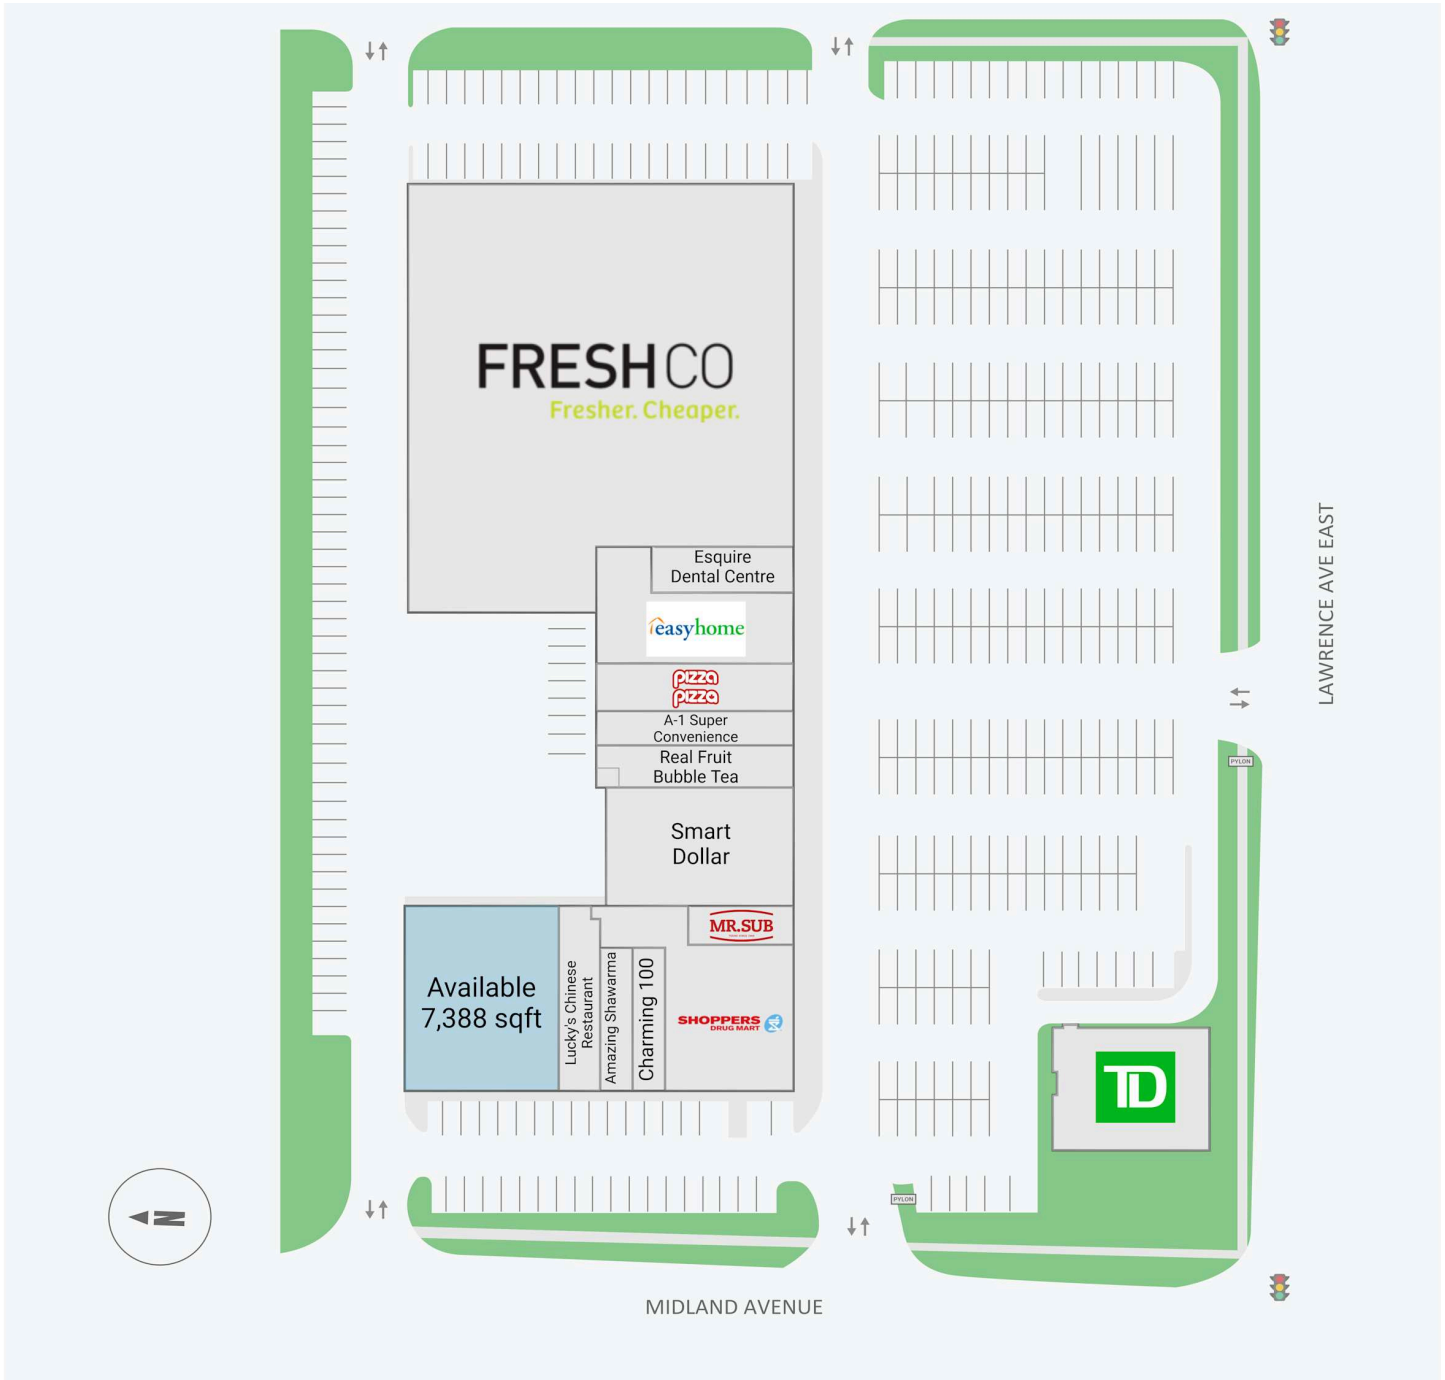 FRESHCO
Fresher. Cheaper.
Esquire
Dental Centre
easyhome
pizza
pizza
A-1 Super
Convenience
Real Fruit
Bubble Tea
Smart
Dollar
MR.SUB
Available
7,388 sqft
Lucky's Chinese
Restaurant
Amazing Shawarma
Charming 100
SHOPPERS
DRUG MART
TD
PYLON
PYLON
LAWRENCE AVE EAST
N
MIDLAND AVENUE